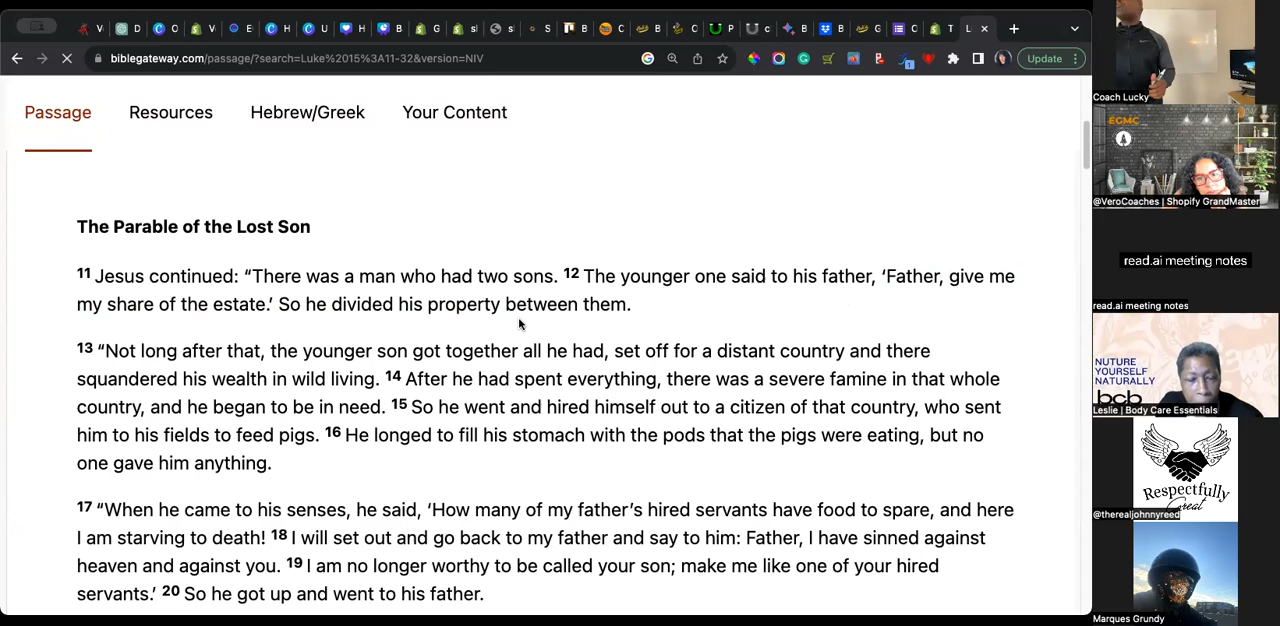 V
D
O
V
E
H
U
H
B
G
sl
sl
S
B
C
B
C
P
c
B
B
G
C
T
L
biblegateway.com/passage/?search=Luke%2015%3A11-32&version=NIV
1
Update
Passage
Resources
Hebrew/Greek
Your Content
The Parable of the Lost Son
11 Jesus continued: “There was a man who had two sons. 12 The younger one said to his father, ‘Father, give me
my share of the estate.’ So he divided his property between them.
13 “Not long after that, the younger son got together all he had, set off for a distant country and there
squandered his wealth in wild living. 14 After he had spent everything, there was a severe famine in that whole
country, and he began to be in need. 15 So he went and hired himself out to a citizen of that country, who sent
him to his fields to feed pigs. 16 He longed to fill his stomach with the pods that the pigs were eating, but no
one gave him anything.
17 “When he came to his senses, he said, ‘How many of my father’s hired servants have food to spare, and here
I am starving to death! 18 I will set out and go back to my father and say to him: Father, I have sinned against
heaven and against you. 19 I am no longer worthy to be called your son; make me like one of your hired
servants.’ 20 So he got up and went to his father.
Coach Lucky
EGMC
@VeroCoaches | Shopify GrandMaster
read.ai meeting notes
read.ai meeting notes
NUTURE
YOURSELF
NATURALLY
bcb
Leslie | Body Care Essentials
Respectfully
Great
@therealjohnnyreed
Marques Grundy